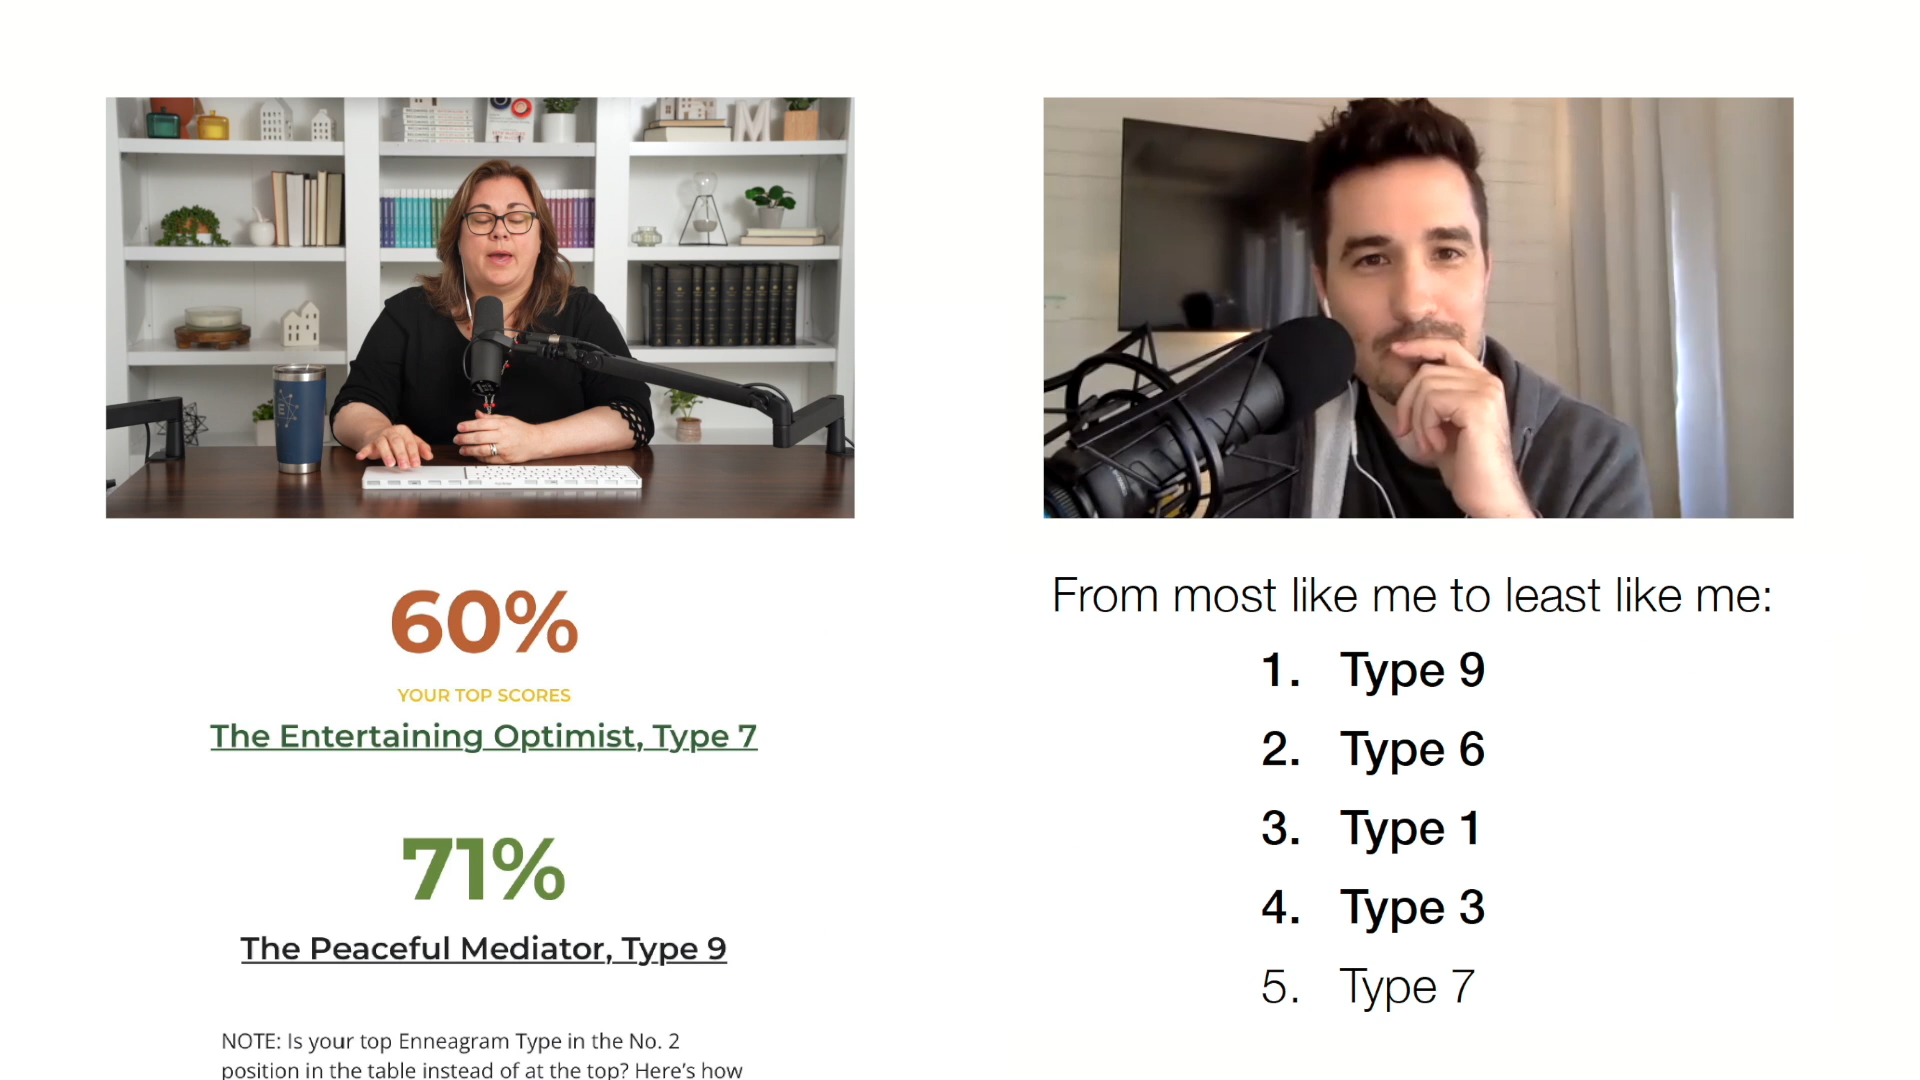 M
E
60%
YOUR TOP SCORES
The Entertaining Optimist, Type 7
71%
The Peaceful Mediator, Type 9
NOTE: Is your top Enneagram Type in the No. 2
position in the table instead of at the top? Here's how
From most like me to least like me:
1. Type 9
2. Type 6
3. Type 1
4. Type 3
5. Type 7